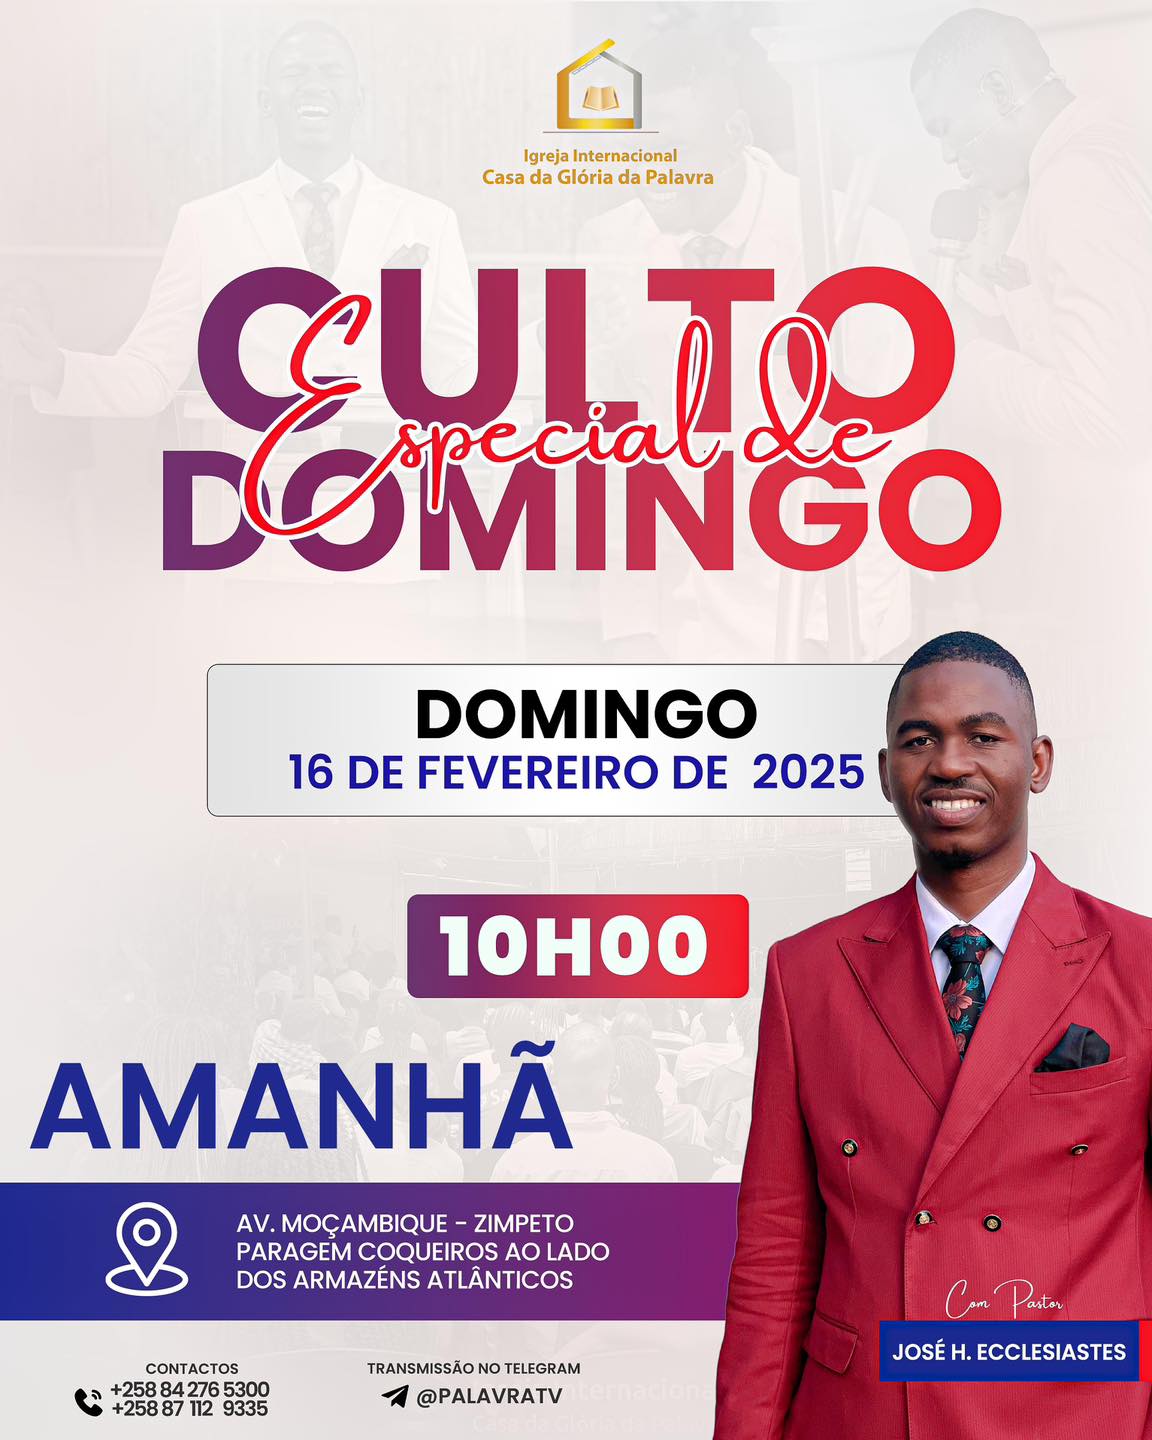 Igreja Internacional
Casa da Glória da Palavra
CULTO
Especial de
DOMINGO
DOMINGO
16 DE FEVEREIRO DE 2025
10H00
AMANHÃ
AV. MOÇAMBIQUE - ZIMPETO
PARAGEM COQUEIROS AO LADO
DOS ARMAZÉNS ATLÂNTICOS
Com Pastor
JOSÉ H. ECCLESIASTES
CONTACTOS
+258 84 276 5300
+258 87 112 9335
TRANSMISSÃO NO TELEGRAM
@PALAVRATV